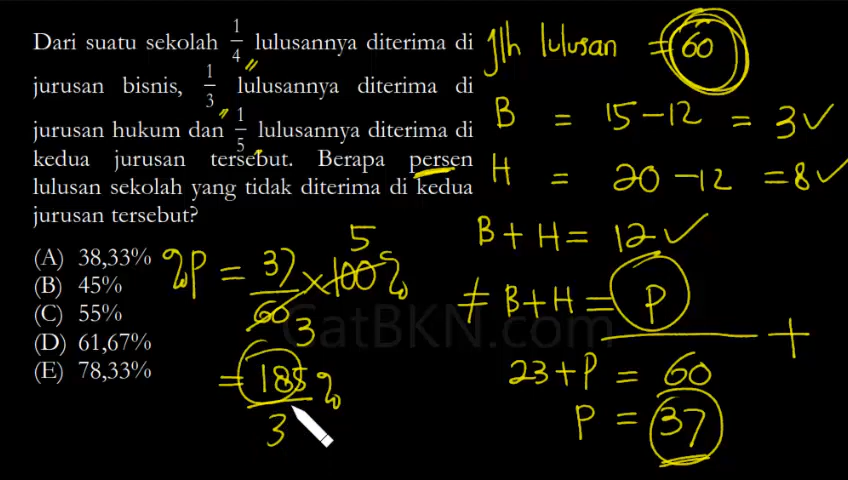 Dari suatu sekolah 1/4 lulusannya diterima di
jurusan bisnis, 1/3 lulusannya diterima di
jurusan hukum dan 1/5 lulusannya diterima di
kedua jurusan tersebut. Berapa persen
lulusan sekolah yang tidak diterima di kedua
jurusan tersebut?
(A) 38,33%
(B) 45%
(C) 55%
(D) 61,67%
(E) 78,33%
%P = 37/60 × 100%
5
3
= 185/3 %
Jlh lulusan = 60
B = 15 - 12 = 3 ✓
H = 20 - 12 = 8 ✓
B + H = 12 ✓
≠ B + H = P
+
23 + P = 60
P = 37
CatBKN.com